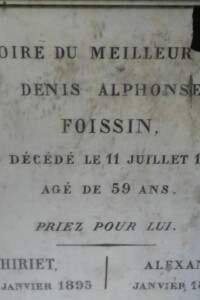 OIRE DU MEILLEUR
DENIS ALPHONSE
FOISSIN,
DÉCÉDÉ LE 11 JUILLET 1
AGÉ DE 59 ANS.
PRIEZ POUR LUI.
HIRIET, ALEXAN
JANVIER 1895 JANVIER 18